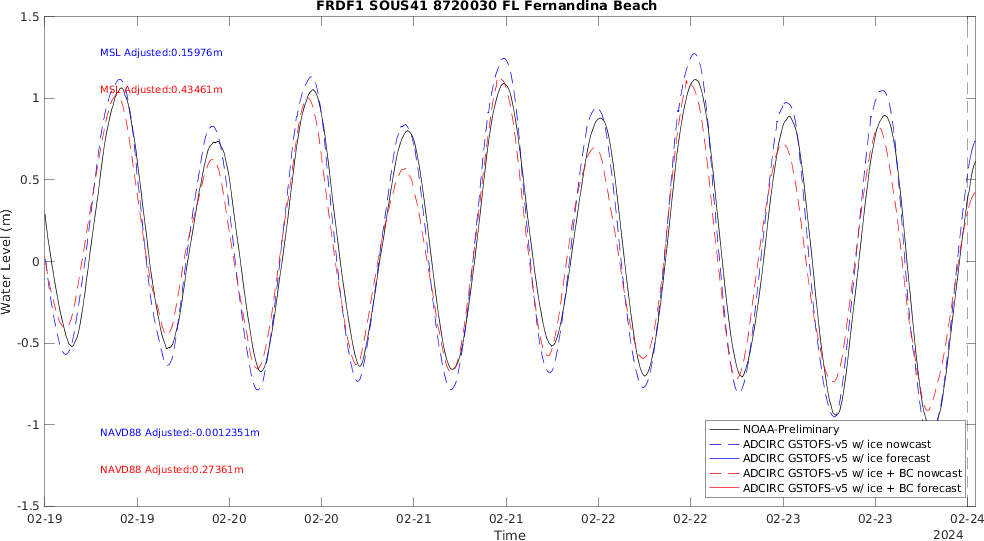 FRDF1 SOUS41 8720030 FL Fernandina Beach
1.5
1
0.5
0
-0.5
-1
-1.5
Water Level (m)
MSL Adjusted:0.15976m
MSL Adjusted:0.43461m
NAVD88 Adjusted:-0.0012351m
NAVD88 Adjusted:0.27361m
NOAA-Preliminary
ADCIRC GSTOFS-v5 w/ ice nowcast
ADCIRC GSTOFS-v5 w/ ice forecast
ADCIRC GSTOFS-v5 w/ ice + BC nowcast
ADCIRC GSTOFS-v5 w/ ice + BC forecast
02-19 02-19 02-20 02-20 02-21 02-21 02-22 02-22 02-23 02-23 02-24
Time
2024